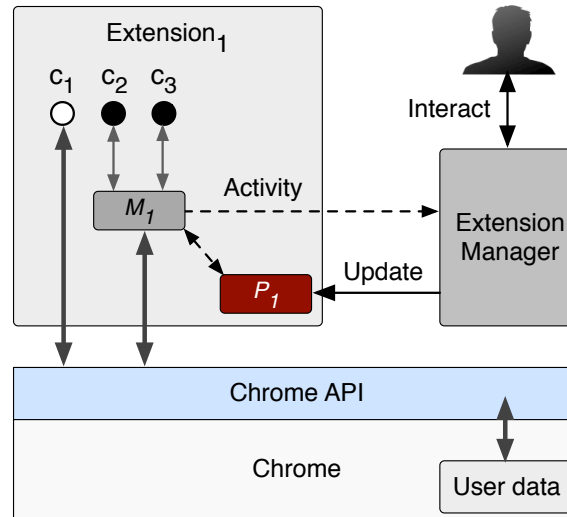 Extension1
c1 c2 c3
Interact
M1
Activity
Extension
Manager
P1
Update
Chrome API
Chrome
User data